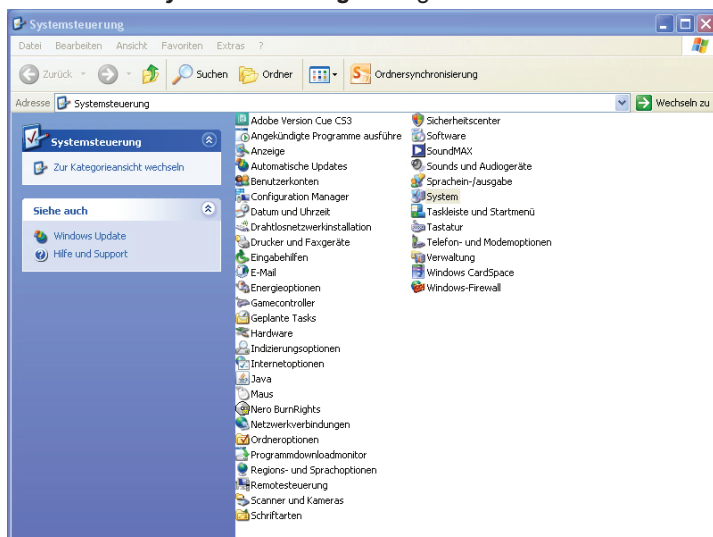 Systemsteuerung
Datei Bearbeiten Ansicht Favoriten Extras ?
Zurück Suchen Ordner Ordnersynchronisierung
Adresse Systemsteuerung Wechseln zu
Systemsteuerung
Zur Kategorieansicht wechseln
Siehe auch
Windows Update
Hilfe und Support
Adobe Version Cue CS3
Angekündigte Programme ausführe
Anzeige
Automatische Updates
Benutzerkonten
Configuration Manager
Datum und Uhrzeit
Drahtlosnetzwerkinstallation
Drucker und Faxgeräte
Eingabehilfen
E-Mail
Energieoptionen
Gamecontroller
Geplante Tasks
Hardware
Indizierungsoptionen
Internetoptionen
Java
Maus
Nero BurnRights
Netzwerkverbindungen
Ordneroptionen
Programmdownloadmonitor
Regions- und Sprachoptionen
Remotesteuerung
Scanner und Kameras
Schriftarten
Sicherheitscenter
Software
SoundMAX
Sounds und Audiogeräte
Sprachein-/ausgabe
System
Taskleiste und Startmenü
Tastatur
Telefon- und Modemoptionen
Verwaltung
Windows CardSpace
Windows-Firewall